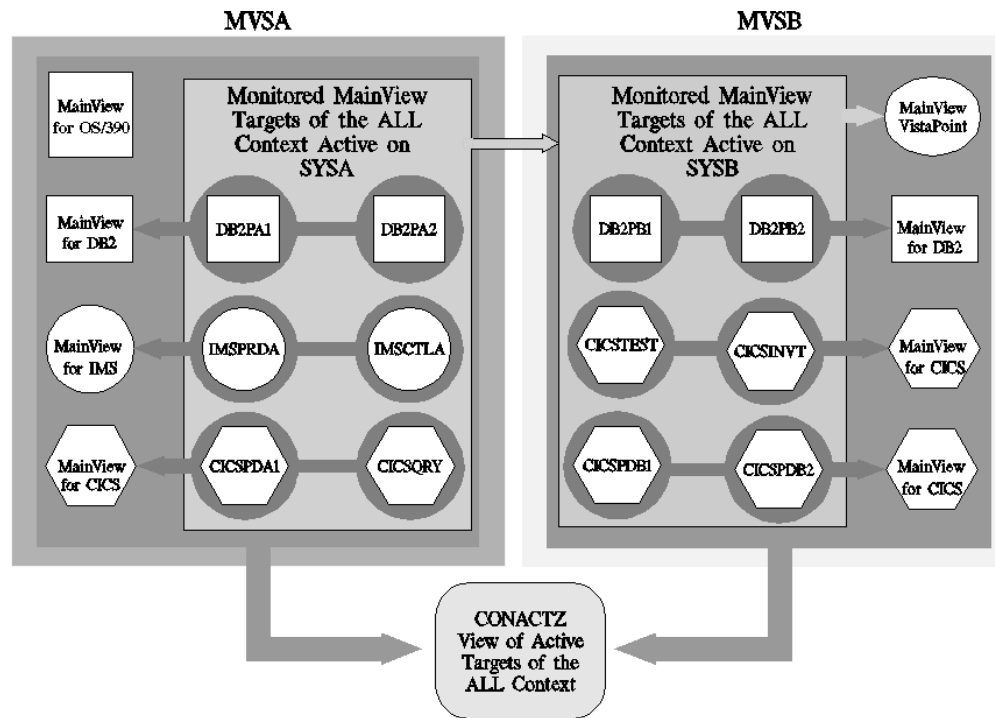 MVSA
MainView
for OS/390
Monitored MainView
Targets of the ALL
Context Active on
SYSA
MainView
for DB2
DB2PA1
DB2PA2
MainView
for IMS
IMSPRDA
IMSCTLA
MainView
for CICS
CICSPDA1
CICSQRY
MVSB
Monitored MainView
Targets of the ALL
Context Active on
SYSB
MainView
VistaPoint
DB2PB1
DB2PB2
MainView
for DB2
CICSTEST
CICSINVT
MainView
for CICS
CICSPDB1
CICSPDB2
MainView
for CICS
CONACTZ
View of Active
Targets of the
ALL Context